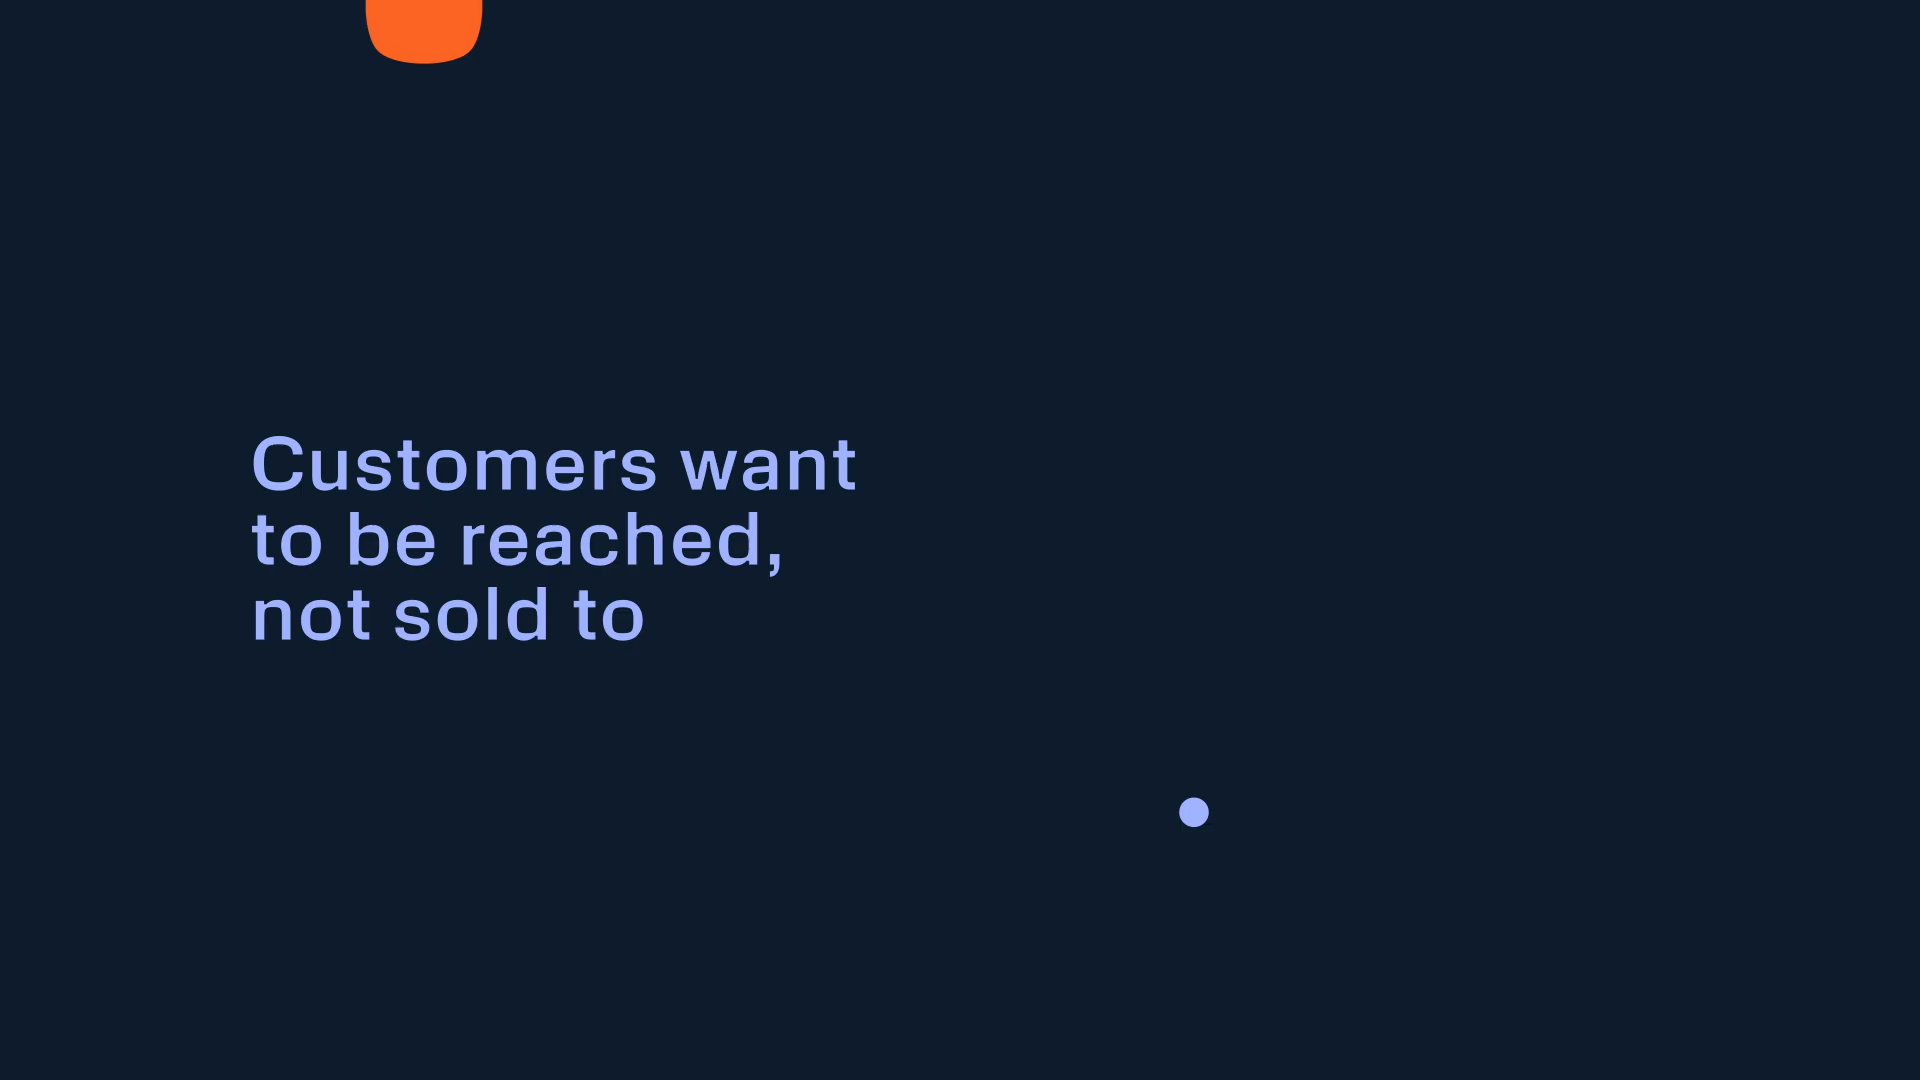 Customers want
to be reached,
not sold to